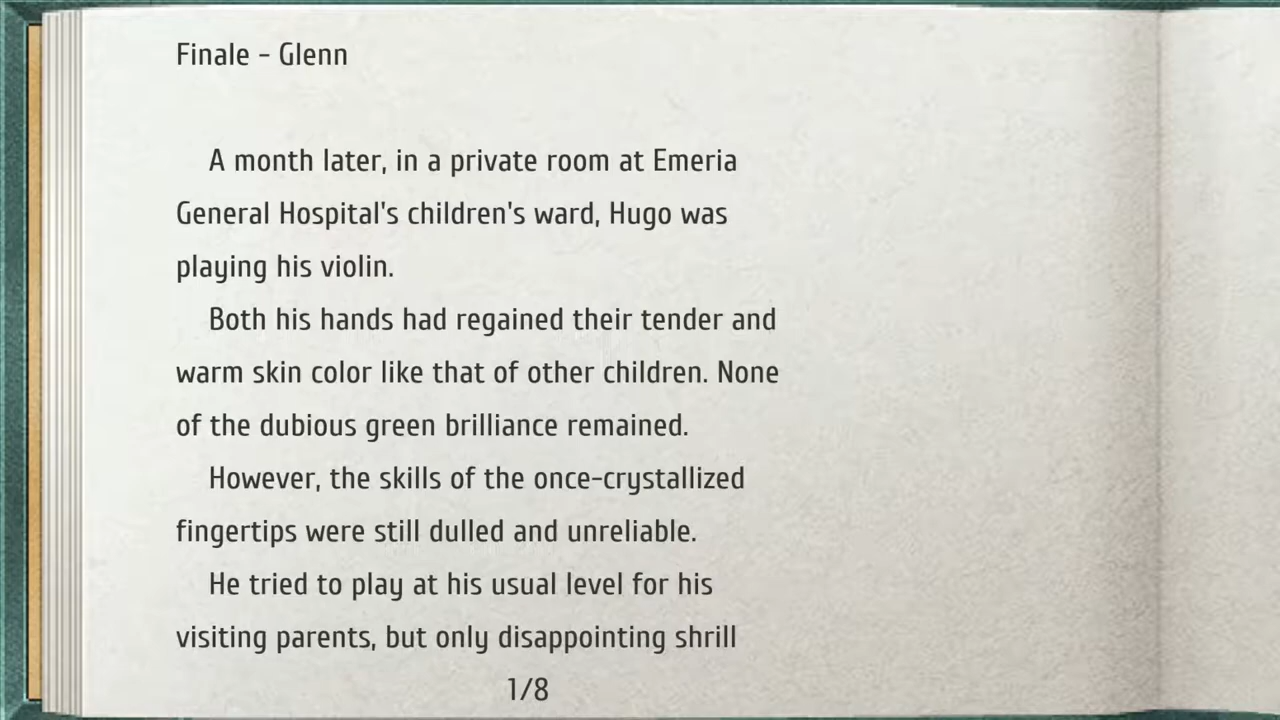 Finale - Glenn
A month later, in a private room at Emeria
General Hospital's children's ward, Hugo was
playing his violin.
Both his hands had regained their tender and
warm skin color like that of other children. None
of the dubious green brilliance remained.
However, the skills of the once-crystallized
fingertips were still dulled and unreliable.
He tried to play at his usual level for his
visiting parents, but only disappointing shrill
1/8